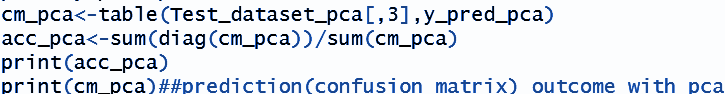 cm_pca<-table(Test_dataset_pca[,3],y_pred_pca)
acc_pca<-sum(diag(cm_pca))/sum(cm_pca)
print(acc_pca)
print(cm_pca)##prediction(confusion matrix) outcome with pca